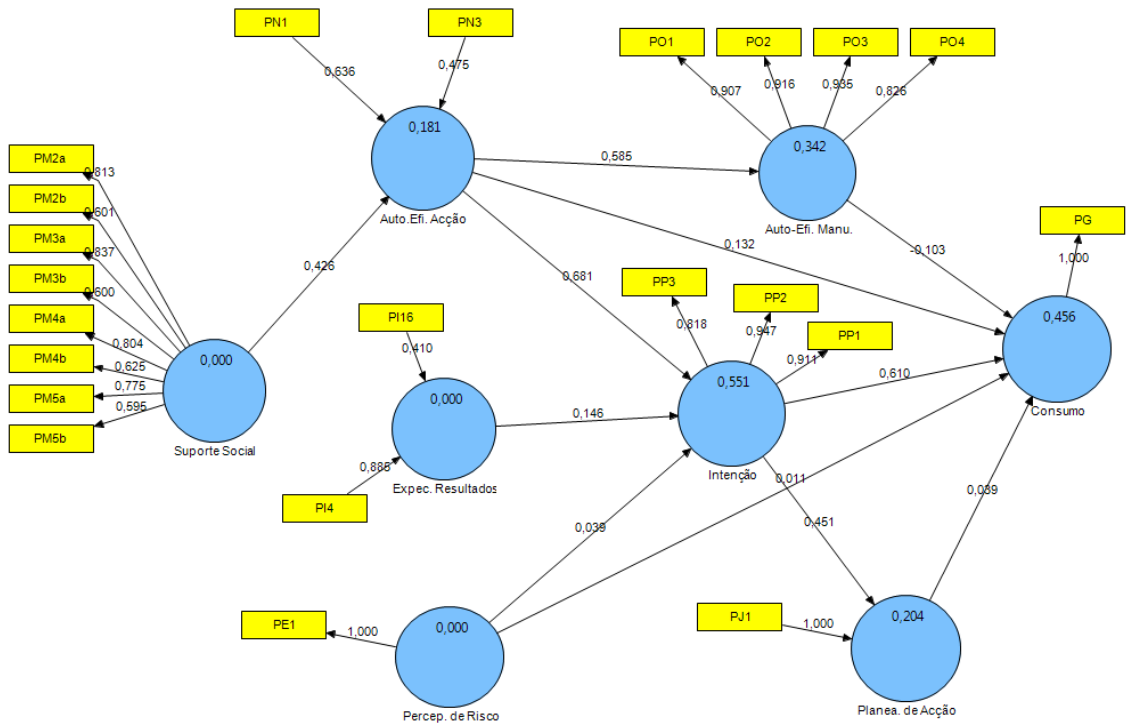 PN1
PN3
PO1
PO2
PO3
PO4
0,636
0,475
0,907
0,916
0,935
0,826
0,181
Auto.Efi. Acção
0,342
Auto-Efi. Manu.
0,585
PM2a
0,813
PM2b
0,601
PM3a
0,837
PM3b
0,600
PM4a
0,804
PM4b
0,625
PM5a
0,775
PM5b
0,595
0,000
Suporte Social
0,426
0,132
-0,103
0,681
PG
1,000
0,456
Consumo
PP3
PP2
PP1
0,818
0,947
0,911
PI16
0,410
0,000
Expec. Resultados
PI4
0,885
0,146
0,551
Intenção
0,610
0,011
0,039
0,451
0,039
PE1
1,000
0,000
Percep. de Risco
PJ1
1,000
0,204
Planea. de Acção